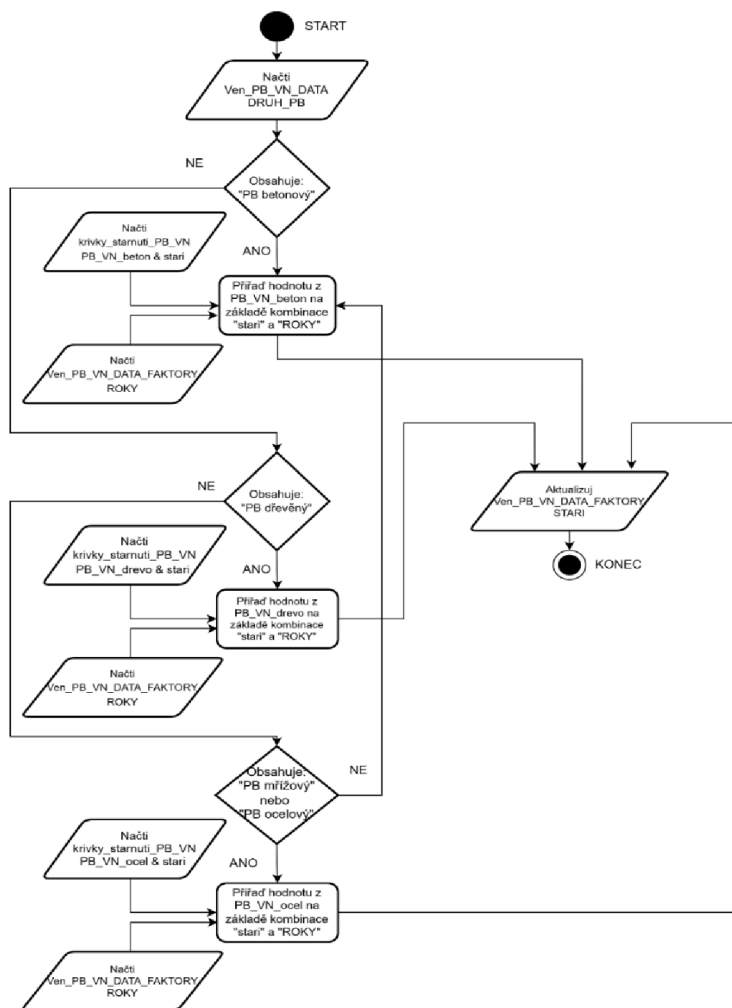 START
Načti
Ven_PB_VN_DATA
DRUH_PB
NE
Obsahuje:
"PB betonový"
ANO
Načti
krivky_starnuti_PB_VN
PB_VN_beton & stari
Přiřaď hodnotu z
PB_VN_beton na
základě kombinace
"stari" a "ROKY"
Načti
Ven_PB_VN_DATA_FAKTORY
ROKY
NE
Obsahuje:
"PB dřevěný"
ANO
Načti
krivky_starnuti_PB_VN
PB_VN_drevo & stari
Přiřaď hodnotu z
PB_VN_drevo na
základě kombinace
"stari" a "ROKY"
Načti
Ven_PB_VN_DATA_FAKTORY
ROKY
Aktualizuj
Ven_PB_VN_DATA_FAKTORY
STARI
KONEC
Obsahuje:
"PB mřížový"
nebo
"PB ocelový"
NE
ANO
Načti
krivky_starnuti_PB_VN
PB_VN_ocel & stari
Přiřaď hodnotu z
PB_VN_ocel na
základě kombinace
"stari" a "ROKY"
Načti
Ven_PB_VN_DATA_FAKTORY
ROKY